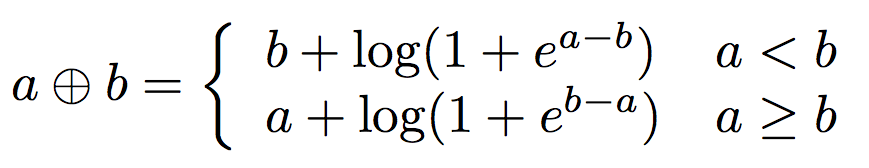 a ⊕ b = { b + log(1 + e^{a−b}) a < b
a + log(1 + e^{b−a}) a ≥ b